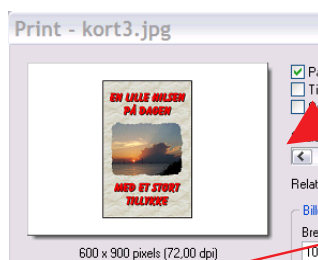 Print - kort3.jpg
EN LILLE HILSEN
PÅ DAGEN
MED ET STORT
TILLYKKE
600 x 900 pixels (72,00 dpi)
Relat
Bille
Bre